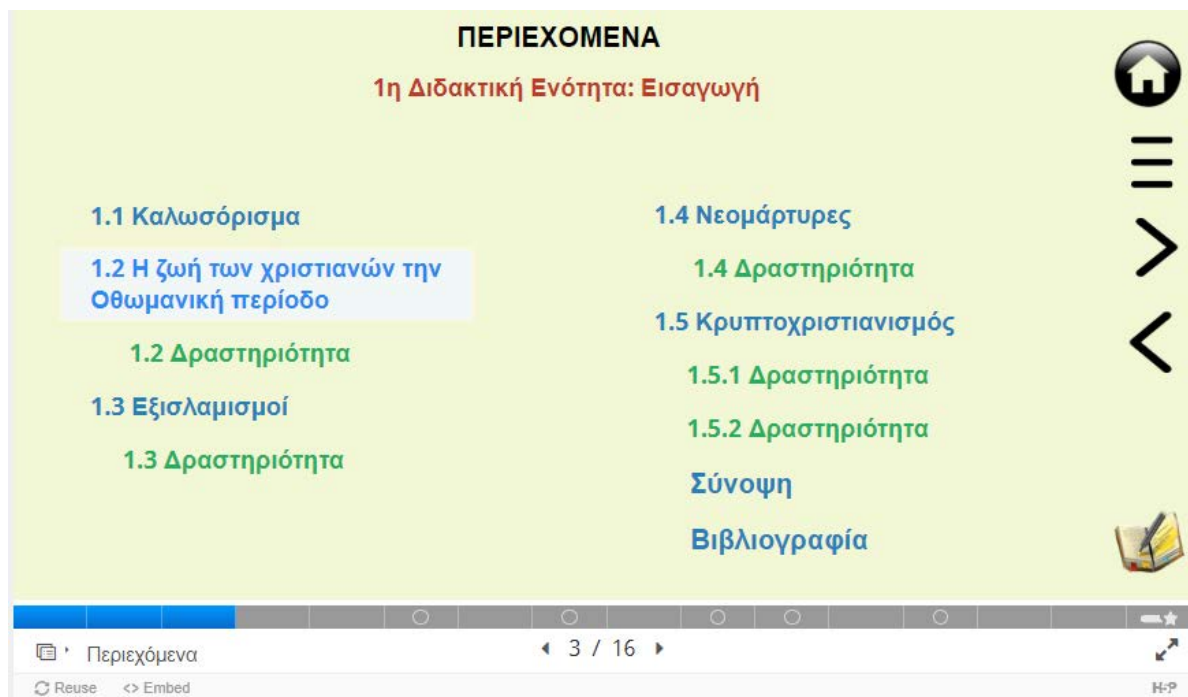 ΠΕΡΙΕΧΟΜΕΝΑ
1η Διδακτική Ενότητα: Εισαγωγή
1.1 Καλωσόρισμα
1.2 Η ζωή των χριστιανών την
Οθωμανική περίοδο
1.2 Δραστηριότητα
1.3 Εξισλαμισμοί
1.3 Δραστηριότητα
1.4 Νεομάρτυρες
1.4 Δραστηριότητα
1.5 Κρυπτοχριστιανισμός
1.5.1 Δραστηριότητα
1.5.2 Δραστηριότητα
Σύνοψη
Βιβλιογραφία
Περιεχόμενα
3 / 16
Reuse <> Embed
H5P